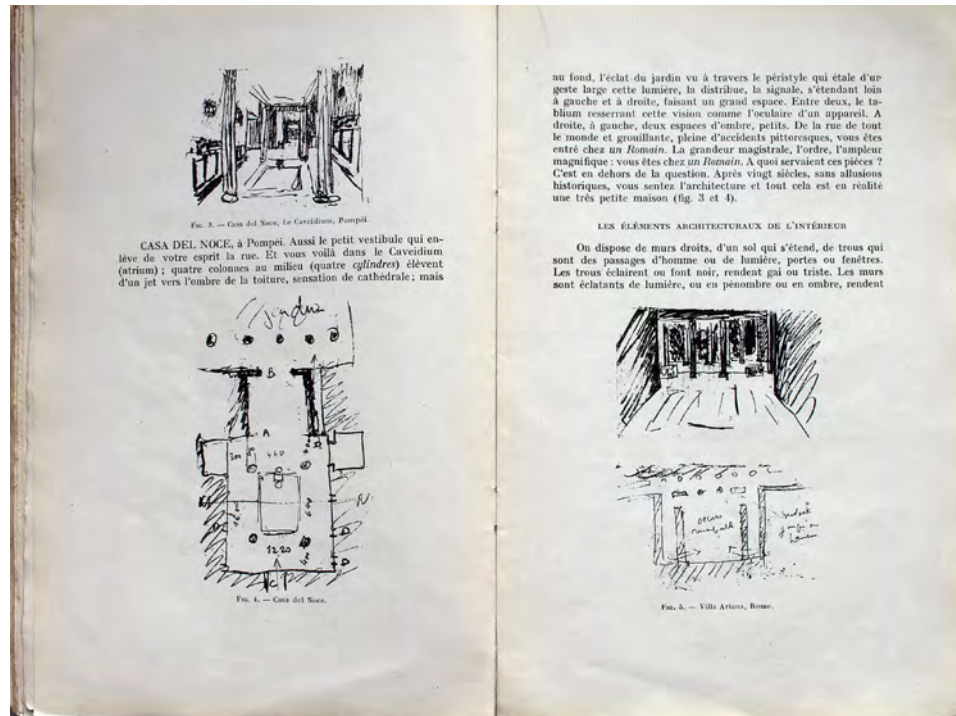 FIG. 3. — Casa del Noce, Le Caveidium, Pompéi.
CASA DEL NOCE, à Pompéi. Aussi le petit vestibule qui en-
lève de votre esprit la rue. Et vous voilà dans le Caveidium
(atrium) ; quatre colonnes au milieu (quatre cylindres) élèvent
d'un jet vers l'ombre de la toiture, sensation de cathédrale ; mais
jardin
B
A
300
440
D
D
D
12.20
C
FIG. 4. — Casa del Noce.
au fond, l'éclat du jardin vu à travers le péristyle qui étale d'un
geste large cette lumière, la distribue, la signale, s'étendant loin
à gauche et à droite, faisant un grand espace. Entre deux, le ta-
blium resserrant cette vision comme l'oculaire d'un appareil. A
droite, à gauche, deux espaces d'ombre, petits. De la rue de tout
le monde et grouillante, pleine d'accidents pittoresques, vous êtes
entré chez un Romain. La grandeur magistrale, l'ordre, l'ampleur
magnifique : vous êtes chez un Romain. A quoi servaient ces pièces ?
C'est en dehors de la question. Après vingt siècles, sans allusions
historiques, vous sentez l'architecture et tout cela est en réalité
une très petite maison (fig. 3 et 4).
LES ÉLÉMENTS ARCHITECTURAUX DE L'INTÉRIEUR
On dispose de murs droits, d'un sol qui s'étend, de trous qui
sont des passages d'homme ou de lumière, portes ou fenêtres.
Les trous éclairent ou font noir, rendent gai ou triste. Les murs
sont éclatants de lumière, ou en pénombre ou en ombre, rendent
FIG. 5. — Villa Ariana, Rome.